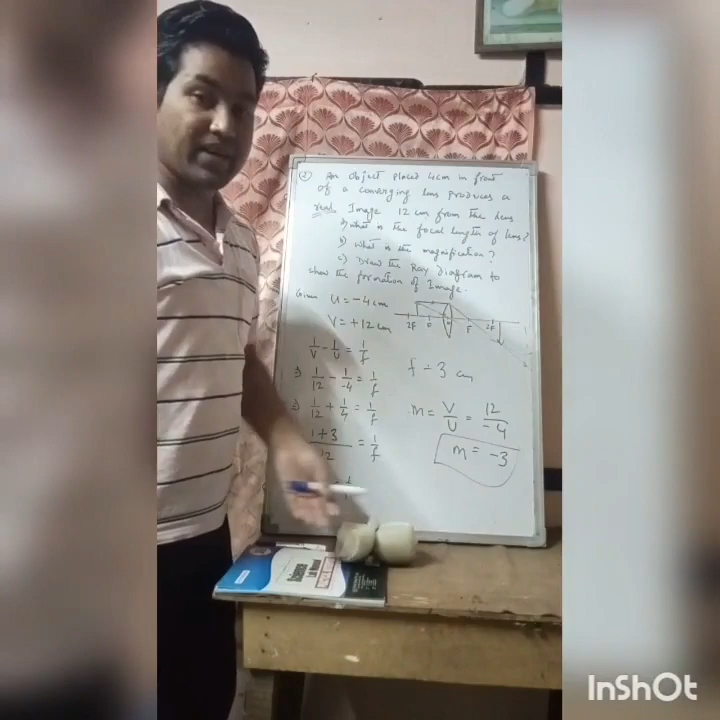 ② An object placed 4cm in front
of a converging lens produces a
real Image 12 cm from the lens
a) what is the focal length of lens?
b) What is the magnification?
c) Draw the Ray diagram to
show the formation of Image.
Given u = -4cm
V = +12 cm
2F F F 2F
1/V - 1/u = 1/f
⇒ 1/12 - 1/-4 = 1/f
⇒ 1/12 + 1/4 = 1/f
1+3/12 = 1/f
f = 3 cm
m = V/U = 12/-4
m = -3
Science
Lab Manual
InShOt